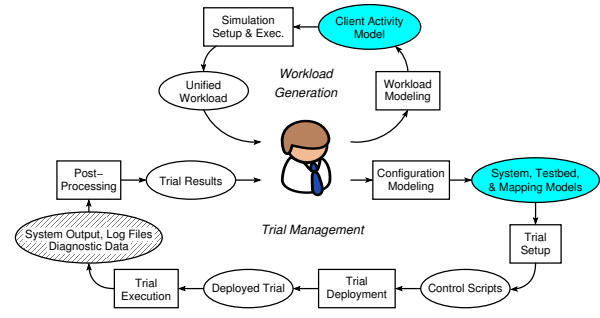 Simulation
Setup & Exec.
Client Activity
Model
Unified
Workload
Workload
Generation
Workload
Modeling
Post−
Processing
Trial Results
Configuration
Modeling
System, Testbed,
& Mapping Models
System Output, Log Files
Diagnostic Data
Trial Management
Trial
Setup
Trial
Execution
Deployed Trial
Trial
Deployment
Control Scripts